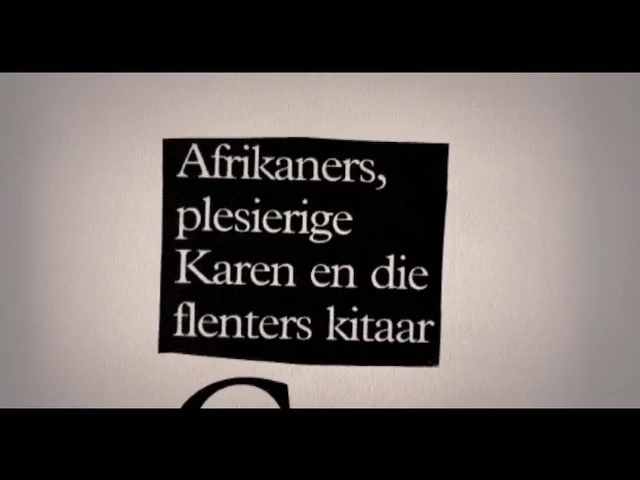 Afrikaners,
plesierige
Karen en die
flenters kitaar